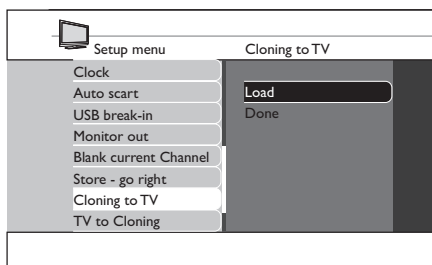 Setup menu
Cloning to TV
Clock
Auto scart
USB break-in
Monitor out
Blank current Channel
Store - go right
Cloning to TV
TV to Cloning
Load
Done